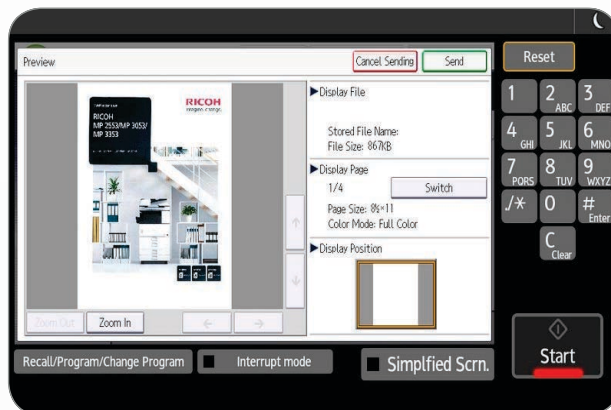 Preview
Cancel Sending
Send
Reset
RICOH
imagine. change.
RICOH
MP 2553/MP 3053/
MP 3353
Display File
Stored File Name:
File Size: 867KB
Display Page
1/4
Switch
Page Size: 8½×11
Color Mode: Full Color
Display Position
Zoom Out
Zoom In
1 2 ABC 3 DEF
4 GHI 5 JKL 6 MNO
7 PQRS 8 TUV 9 WXYZ
./* 0 # Enter
C Clear
Recall/Program/Change Program
Interrupt mode
Simplfied Scrn.
Start